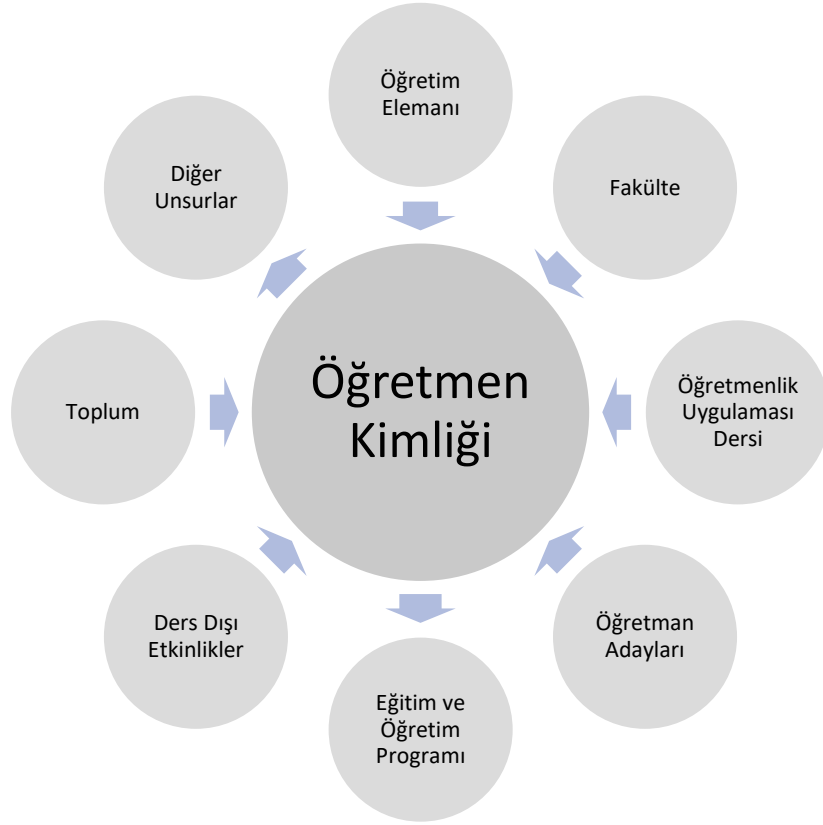 Öğretim
Elemanı
Diğer
Unsurlar
Fakülte
Öğretmen
Kimliği
Toplum
Öğretmenlik
Uygulaması
Dersi
Ders Dışı
Etkinlikler
Öğretman
Adayları
Eğitim ve
Öğretim
Programı